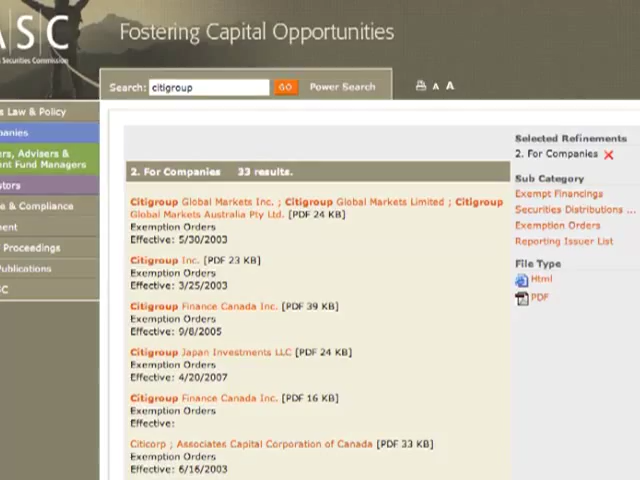 ASC
Securities Commission
Fostering Capital Opportunities
Search: citigroup GO Power Search A A
s Law & Policy
anies
ers, Advisers &
ent Fund Managers
stors
e & Compliance
ment
Proceedings
Publications
SC
2. For Companies 33 results.
Citigroup Global Markets Inc. ; Citigroup Global Markets Limited ; Citigroup
Global Markets Australia Pty Ltd. [PDF 24 KB]
Exemption Orders
Effective: 5/30/2003
Citigroup Inc. [PDF 23 KB]
Exemption Orders
Effective: 3/25/2003
Citigroup Finance Canada Inc. [PDF 39 KB]
Exemption Orders
Effective: 9/8/2005
Citigroup Japan Investments LLC [PDF 24 KB]
Exemption Orders
Effective: 4/20/2007
Citigroup Finance Canada Inc. [PDF 16 KB]
Exemption Orders
Effective:
Citicorp ; Associates Capital Corporation of Canada [PDF 33 KB]
Exemption Orders
Effective: 6/16/2003
Selected Refinements
2. For Companies
Sub Category
Exempt Financings
Securities Distributions ...
Exemption Orders
Reporting Issuer List
File Type
Html
PDF